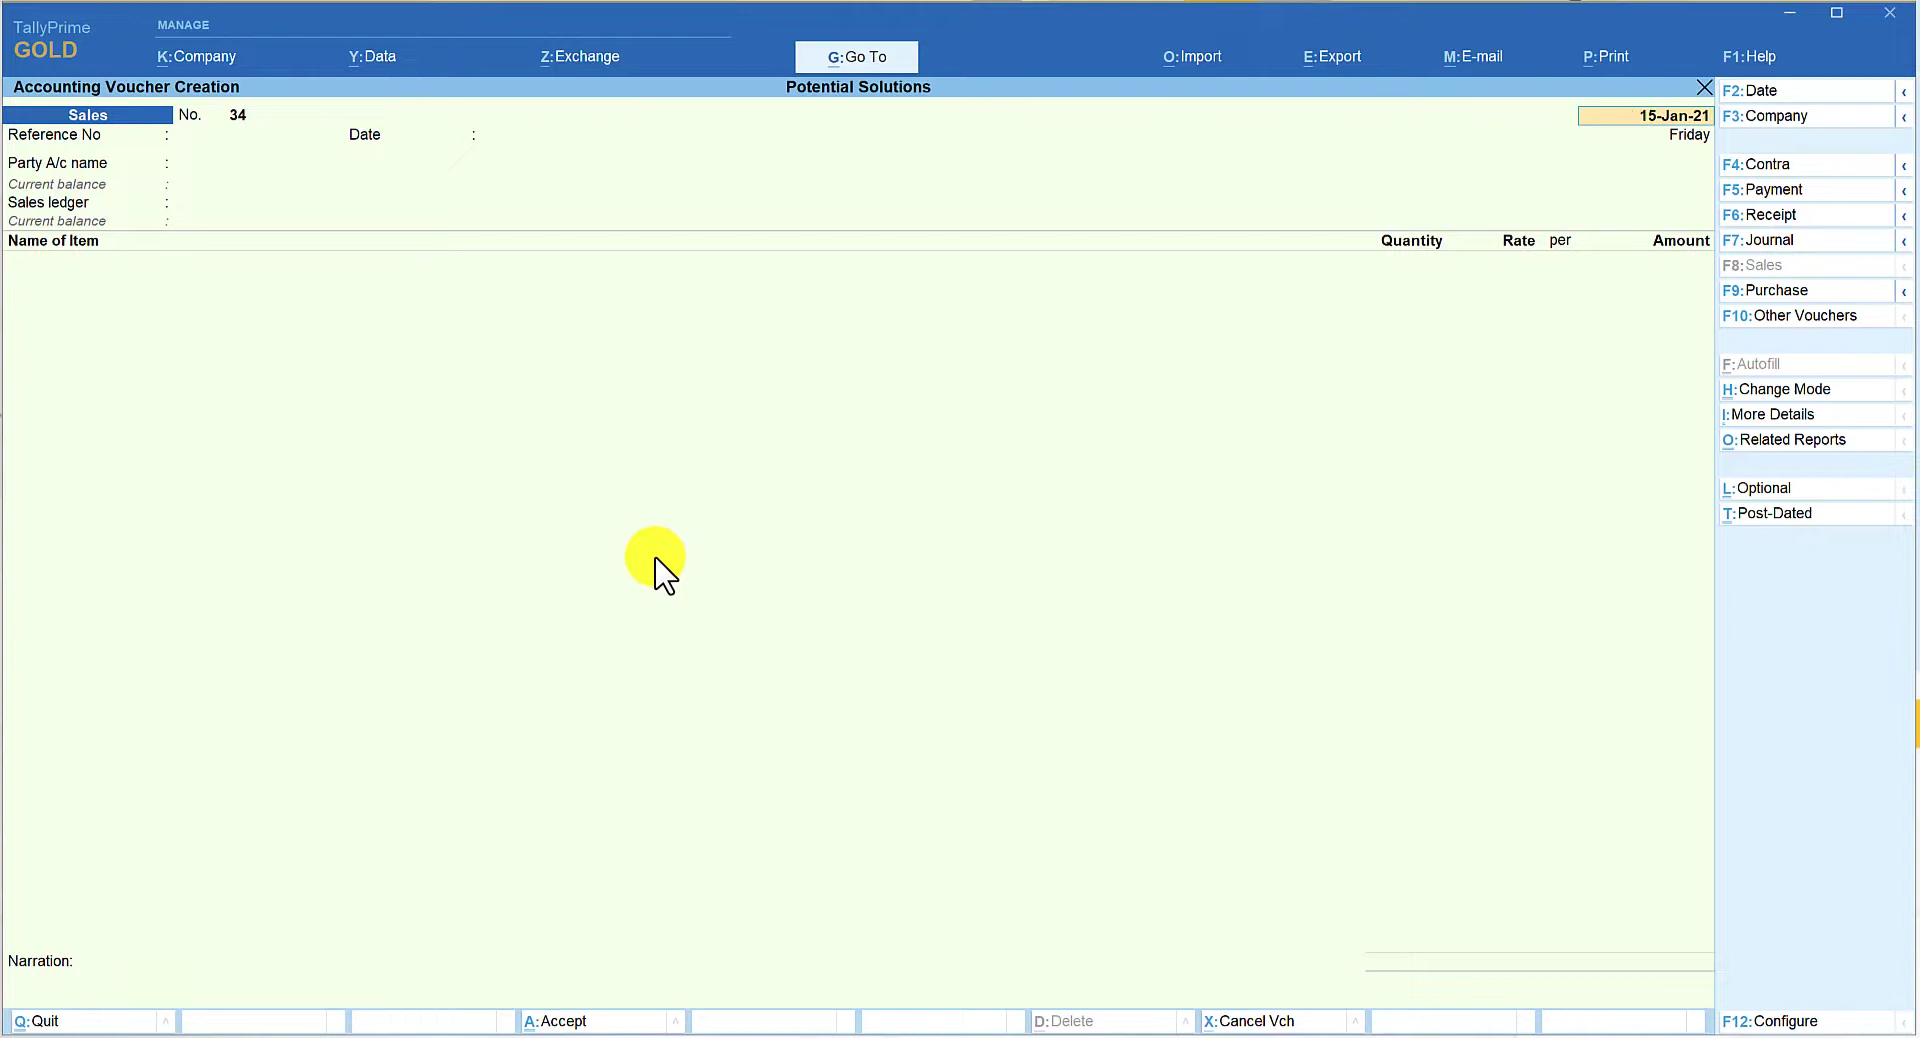 TallyPrime
GOLD
MANAGE
K:Company Y:Data Z:Exchange G:Go To O:Import E:Export M:E-mail P:Print F1:Help
Accounting Voucher Creation Potential Solutions
Sales No. 34 15-Jan-21
Reference No : Date : Friday
Party A/c name :
Current balance :
Sales ledger :
Current balance :
Name of Item Quantity Rate per Amount
Narration:
Q:Quit A:Accept D:Delete X:Cancel Vch
F2:Date
F3:Company
F4:Contra
F5:Payment
F6:Receipt
F7:Journal
F8:Sales
F9:Purchase
F10:Other Vouchers
F:Autofill
H:Change Mode
I:More Details
O:Related Reports
L:Optional
T:Post-Dated
F12:Configure